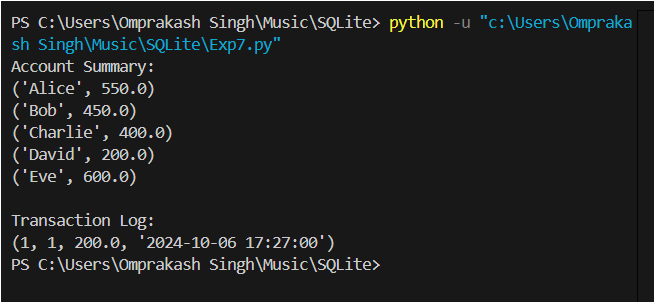 PS C:\Users\Omprakash Singh\Music\SQLite> python -u "c:\Users\Ompraka
sh Singh\Music\SQLite\Exp7.py"
Account Summary:
('Alice', 550.0)
('Bob', 450.0)
('Charlie', 400.0)
('David', 200.0)
('Eve', 600.0)
Transaction Log:
(1, 1, 200.0, '2024-10-06 17:27:00')
PS C:\Users\Omprakash Singh\Music\SQLite>